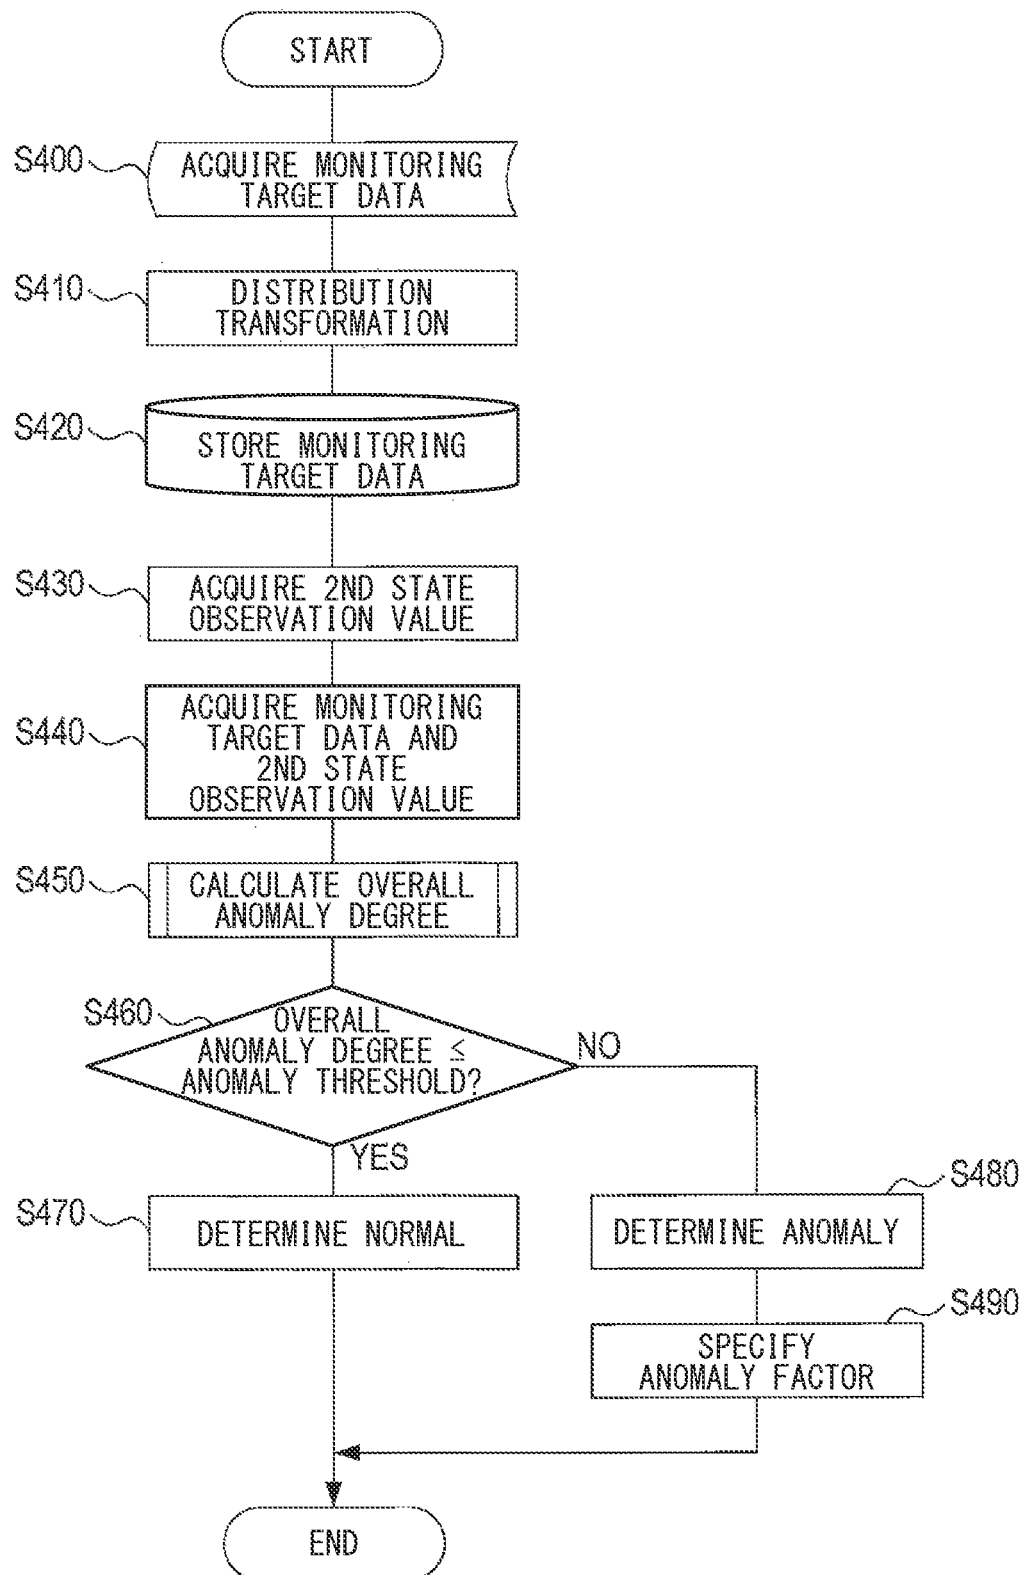 START
S400
ACQUIRE MONITORING
TARGET DATA
S410
DISTRIBUTION
TRANSFORMATION
S420
STORE MONITORING
TARGET DATA
S430
ACQUIRE 2ND STATE
OBSERVATION VALUE
S440
ACQUIRE MONITORING
TARGET DATA AND
2ND STATE
OBSERVATION VALUE
S450
CALCULATE OVERALL
ANOMALY DEGREE
S460
OVERALL
ANOMALY DEGREE ≤
ANOMALY THRESHOLD?
NO
YES
S470
DETERMINE NORMAL
S480
DETERMINE ANOMALY
S490
SPECIFY
ANOMALY FACTOR
END